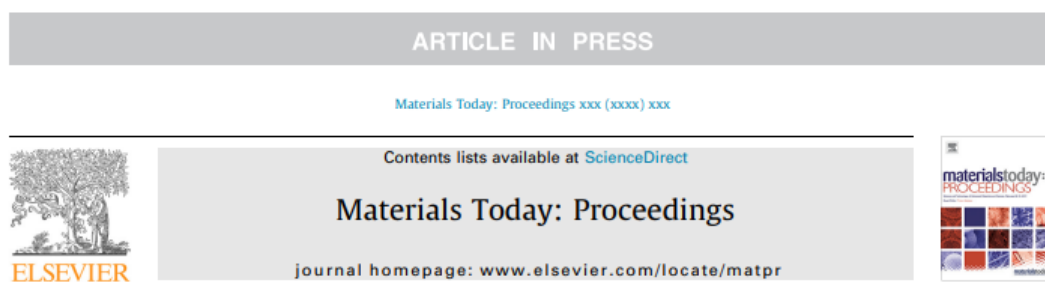 ARTICLE IN PRESS
Materials Today: Proceedings xxx (xxxx) xxx
Contents lists available at ScienceDirect
Materials Today: Proceedings
journal homepage: www.elsevier.com/locate/matpr
ELSEVIER
materialstoday:
PROCEEDINGS